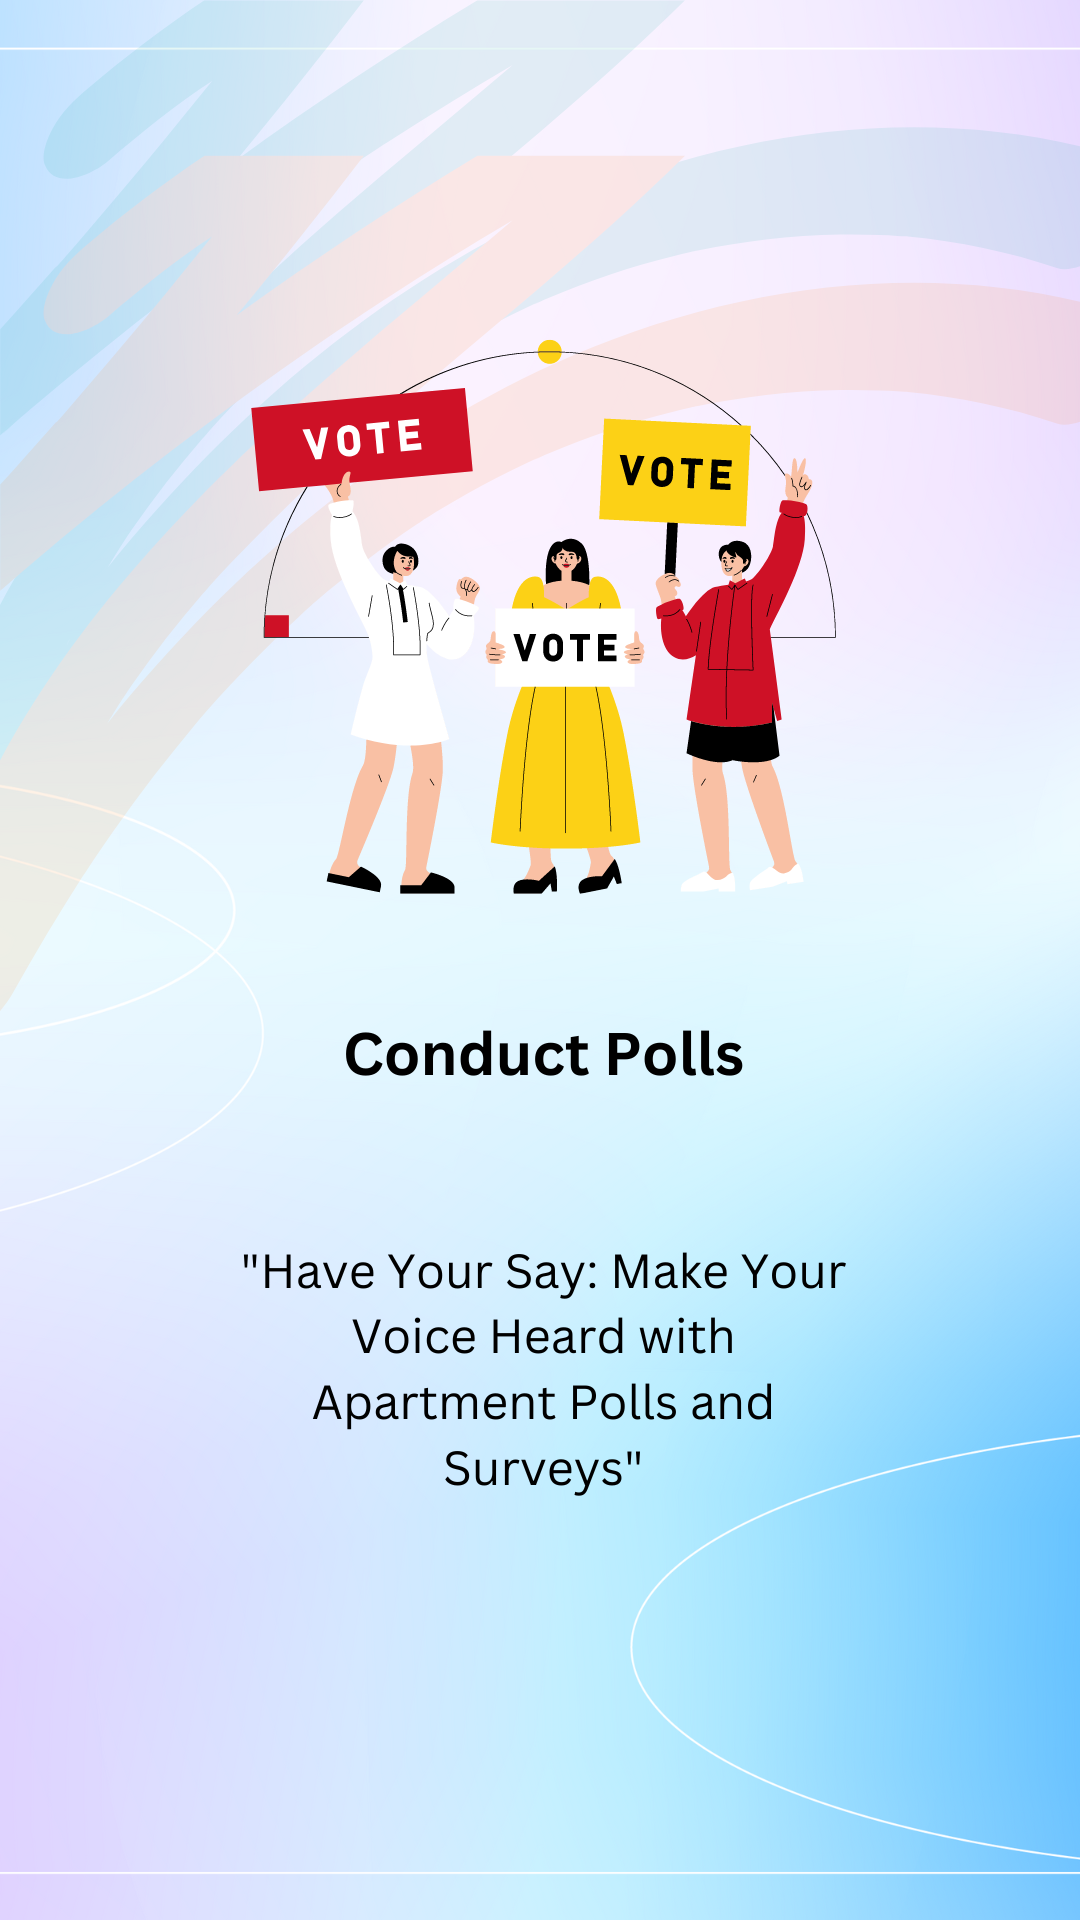 VOTE
VOTE
VOTE
Conduct Polls
"Have Your Say: Make Your
Voice Heard with
Apartment Polls and
Surveys"